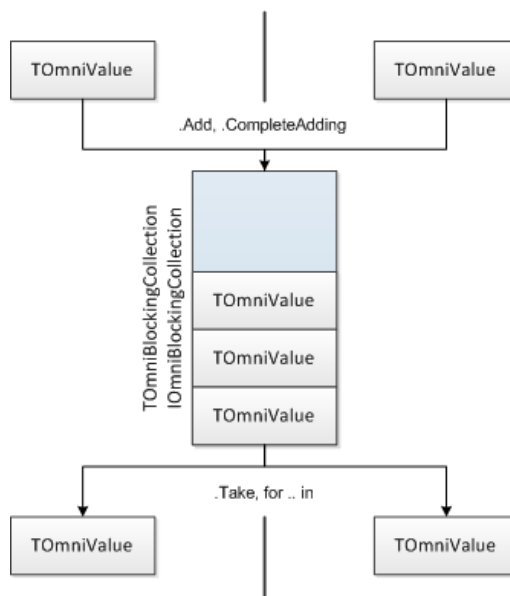 TOmniValue
TOmniValue
.Add, .CompleteAdding
TOmniBlockingCollection
IOmniBlockingCollection
TOmniValue
TOmniValue
TOmniValue
.Take, for .. in
TOmniValue
TOmniValue